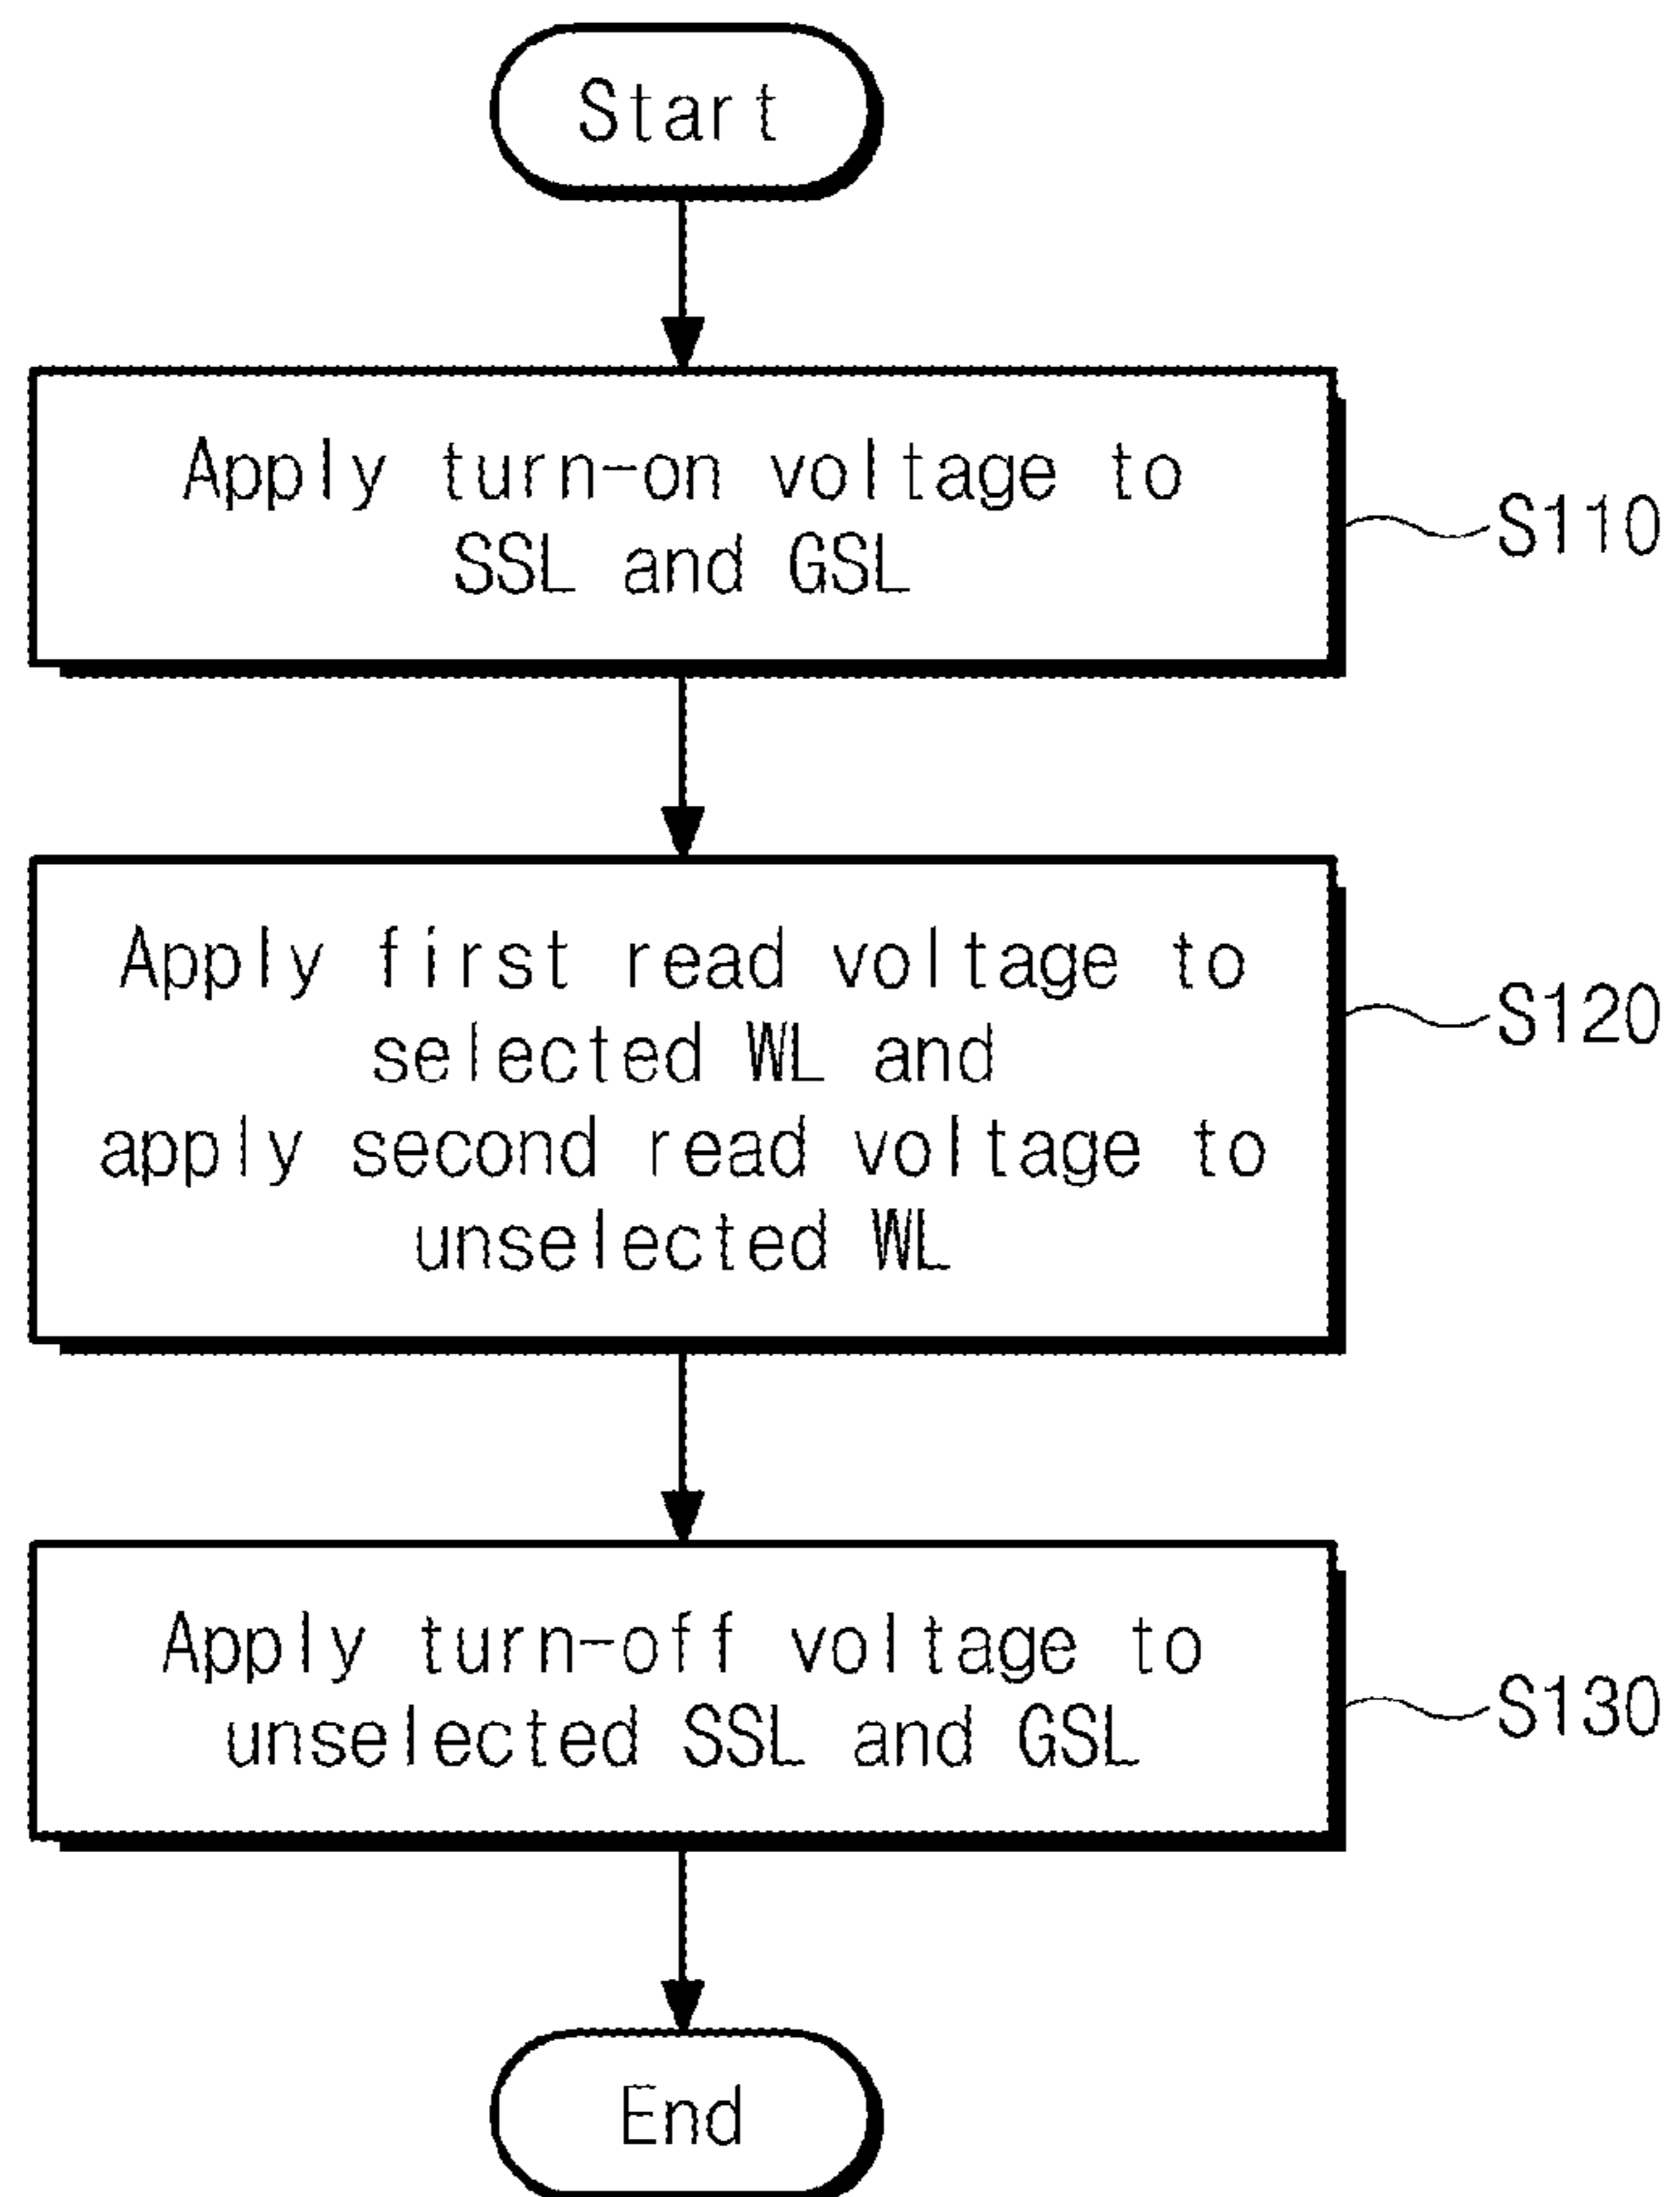 Start
Apply turn-on voltage to
SSL and GSL
S110
Apply first read voltage to
selected WL and
apply second read voltage to
unselected WL
S120
Apply turn-off voltage to
unselected SSL and GSL
S130
End